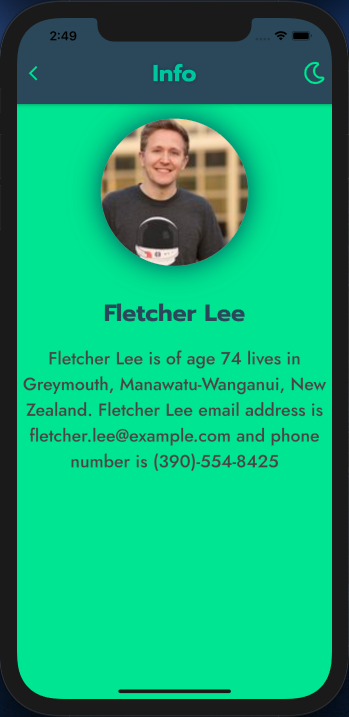 2:49
Info
Fletcher Lee
Fletcher Lee is of age 74 lives in
Greymouth, Manawatu-Wanganui, New
Zealand. Fletcher Lee email address is
fletcher.lee@example.com and phone
number is (390)-554-8425